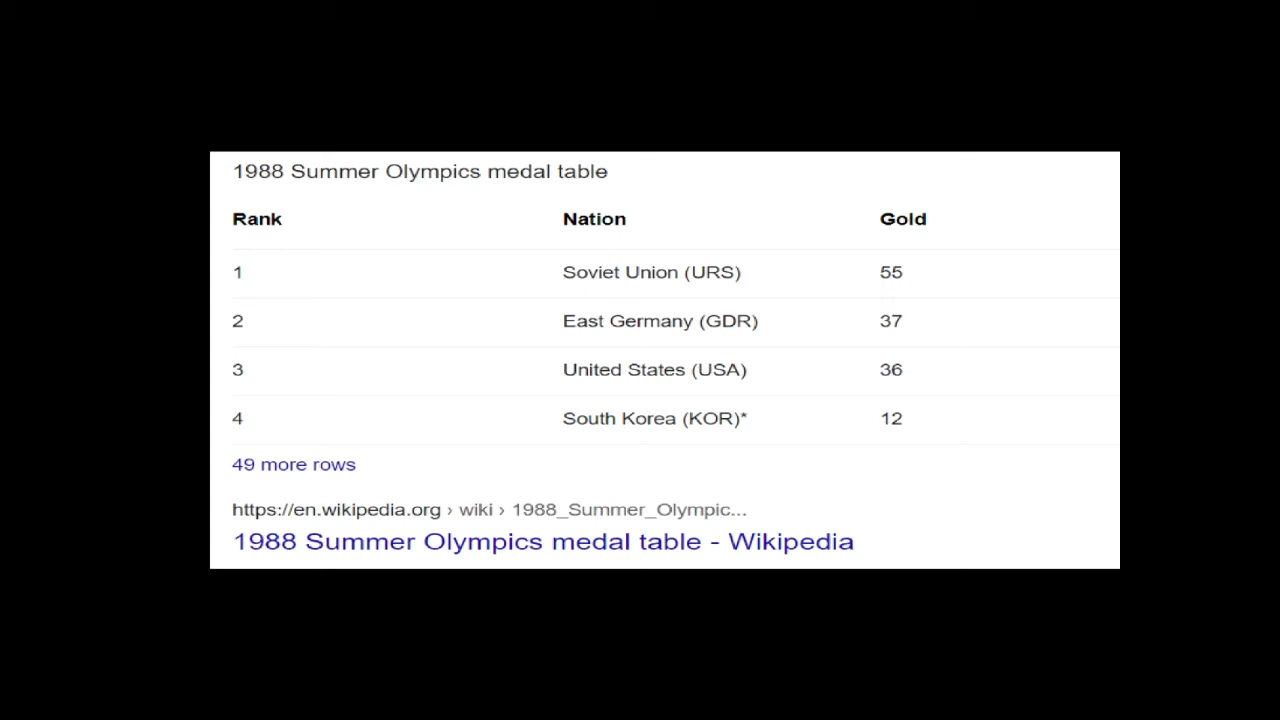 1988 Summer Olympics medal table
Rank Nation Gold
1 Soviet Union (URS) 55
2 East Germany (GDR) 37
3 United States (USA) 36
4 South Korea (KOR)* 12
49 more rows
https://en.wikipedia.org › wiki › 1988_Summer_Olympic...
1988 Summer Olympics medal table - Wikipedia